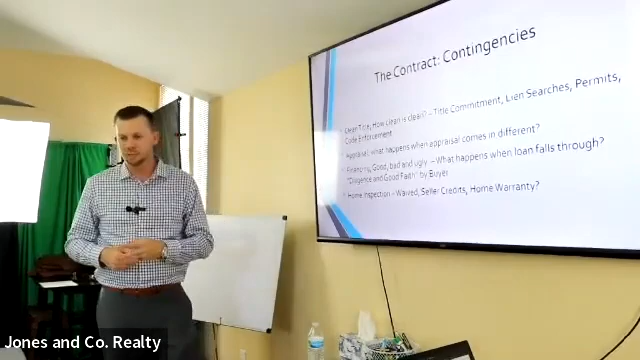 The Contract: Contingencies
Clean Title, How clean is clean? – Title Commitment, Lien Searches, Permits,
Code Enforcement
Appraisal, what happens when appraisal comes in different?
Financing, Good, bad and ugly – What happens when loan falls through?
"Diligence and Good Faith" by Buyer
Home Inspection – Waived, Seller Credits, Home Warranty?
Jones and Co. Realty